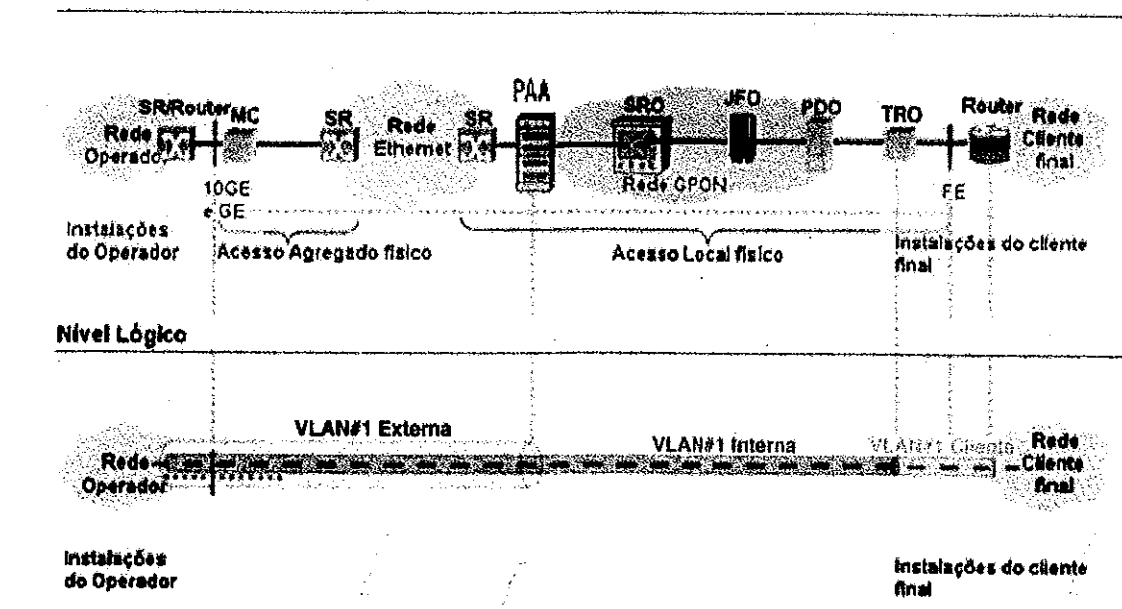 SR/Router
MC
SR
Rede
Ethernet
SR
PAA
SRO
JFO
PDO
TRO
Router
Rede
Operador
Rede
Cliente
final
Rede GPON
10GE
e GE
FE
Instalações
do Operador
Acesso Agregado físico
Acesso Local físico
Instalações do cliente
final
Nível Lógico
VLAN#1 Externa
VLAN#1 Interna
VLAN#1 Cliente
Rede
Operador
Rede
Cliente
final
Instalações
do Operador
Instalações do cliente
final